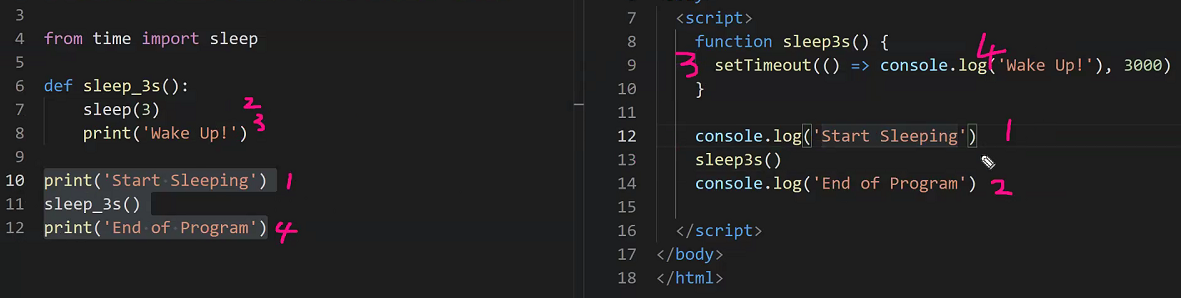 3
4 from time import sleep
5
6 def sleep_3s():
7 sleep(3) 2
8 print('Wake Up!') 3
9
10 print('Start Sleeping') 1
11 sleep_3s()
12 print('End of Program') 4
7 <script>
8 function sleep3s() { 4
9 3 setTimeout(() => console.log('Wake Up!'), 3000)
10 }
11
12 console.log('Start Sleeping') 1
13 sleep3s()
14 console.log('End of Program') 2
15
16 </script>
17 </body>
18 </html>